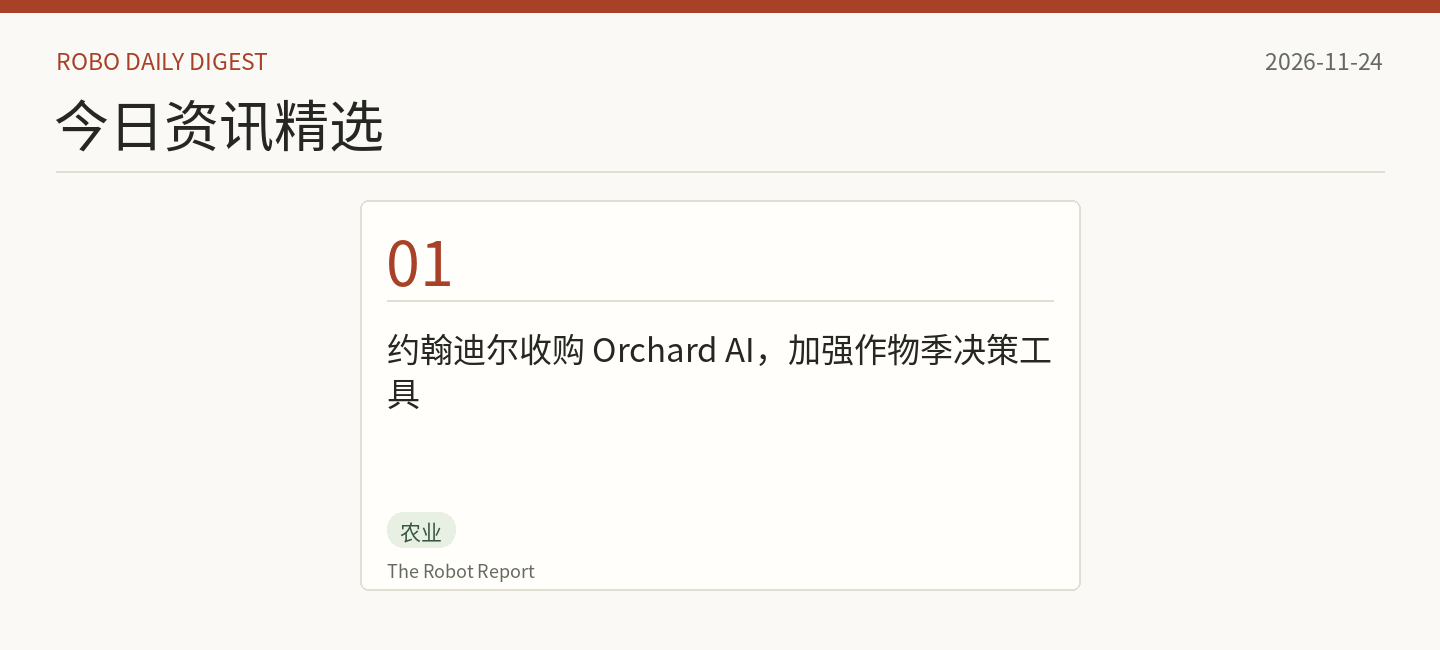 ROBO DAILY DIGEST
2026-11-24
今日资讯精选
01
约翰迪尔收购 Orchard AI，加强作物季决策工
具
农业
The Robot Report